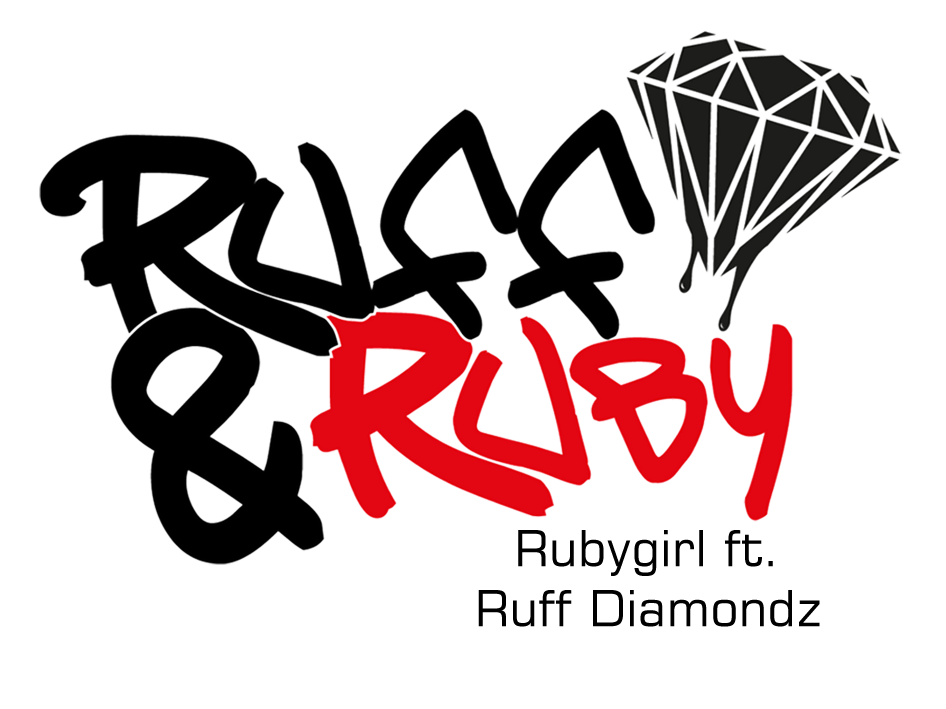 RUFF
& RUBY
Rubygirl ft.
Ruff Diamondz